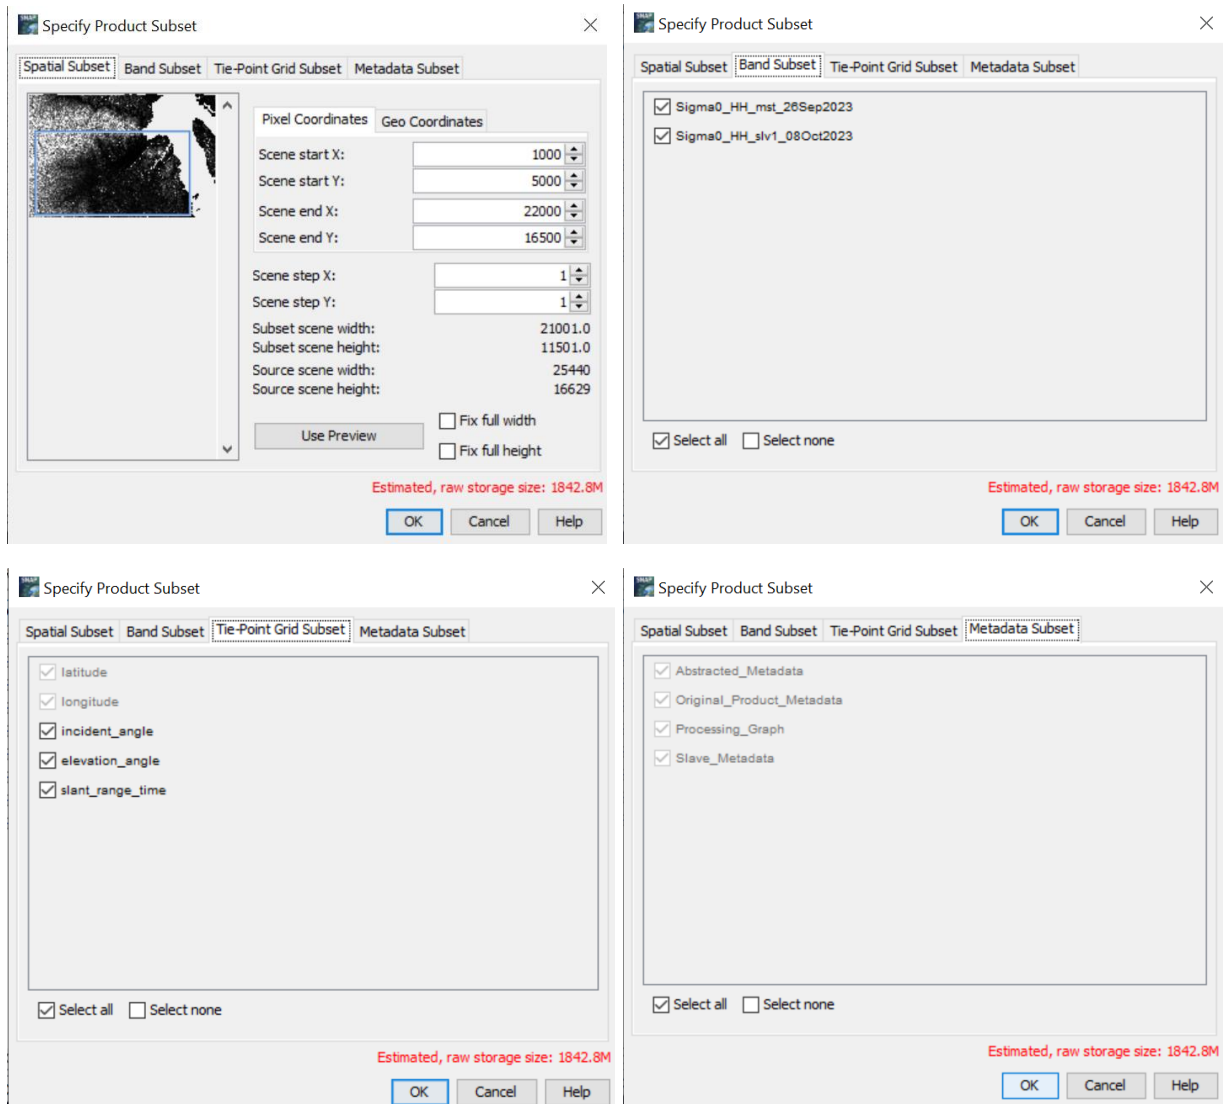 SNAP
Specify Product Subset
Spatial Subset
Band Subset
Tie-Point Grid Subset
Metadata Subset
Pixel Coordinates
Geo Coordinates
Scene start X:
1000
Scene start Y:
5000
Scene end X:
22000
Scene end Y:
16500
Scene step X:
1
Scene step Y:
1
Subset scene width:
21001.0
Subset scene height:
11501.0
Source scene width:
25440
Source scene height:
16629
Use Preview
Fix full width
Fix full height
Estimated, raw storage size: 1842.8M
OK
Cancel
Help
SNAP
Specify Product Subset
Spatial Subset
Band Subset
Tie-Point Grid Subset
Metadata Subset
Sigma0_HH_mst_26Sep2023
Sigma0_HH_slv1_08Oct2023
Select all
Select none
Estimated, raw storage size: 1842.8M
OK
Cancel
Help
SNAP
Specify Product Subset
Spatial Subset
Band Subset
Tie-Point Grid Subset
Metadata Subset
latitude
longitude
incident_angle
elevation_angle
slant_range_time
Select all
Select none
Estimated, raw storage size: 1842.8M
OK
Cancel
Help
SNAP
Specify Product Subset
Spatial Subset
Band Subset
Tie-Point Grid Subset
Metadata Subset
Abstracted_Metadata
Original_Product_Metadata
Processing_Graph
Slave_Metadata
Select all
Select none
Estimated, raw storage size: 1842.8M
OK
Cancel
Help